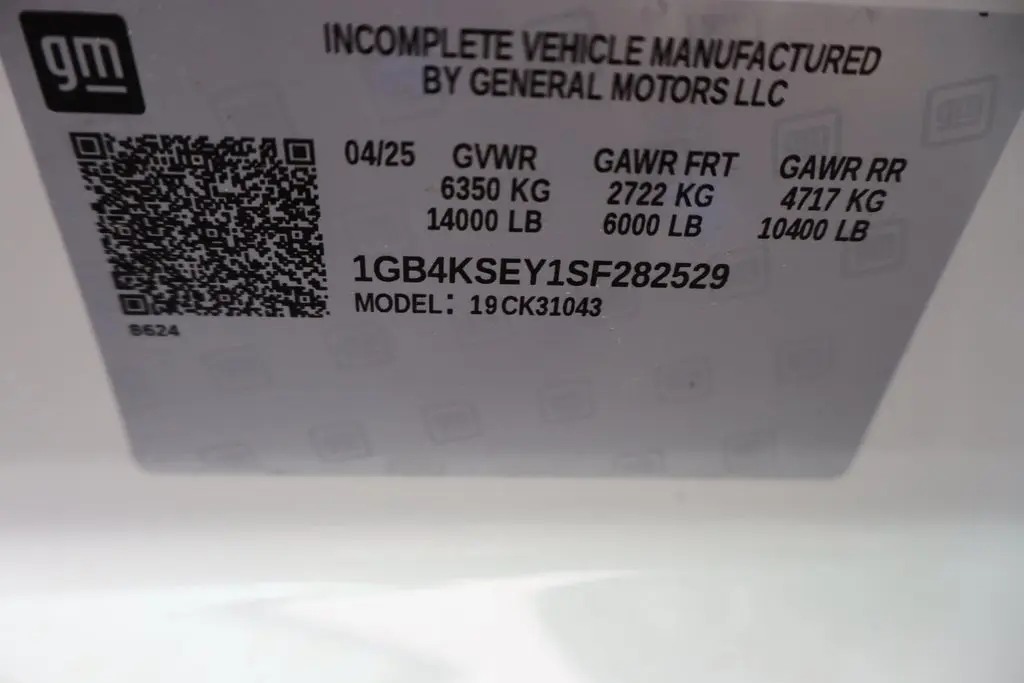 gm
INCOMPLETE VEHICLE MANUFACTURED
BY GENERAL MOTORS LLC
04/25 GVWR GAWR FRT GAWR RR
6350 KG 2722 KG 4717 KG
14000 LB 6000 LB 10400 LB
1GB4KSEY1SF282529
MODEL: 19CK31043
8624